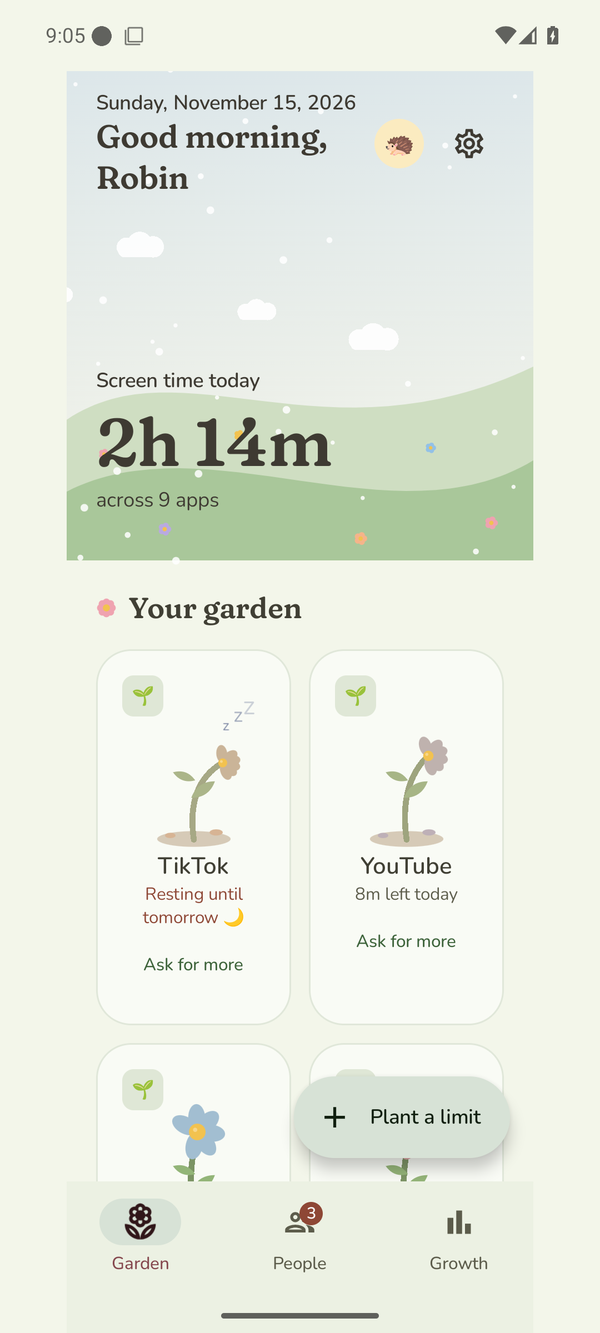 9:05
Sunday, November 15, 2026
Good morning,
Robin
Screen time today
2h 14m
across 9 apps
Your garden
z z Z
TikTok
Resting until
tomorrow 🌙
Ask for more
YouTube
8m left today
Ask for more
Plant a limit
3
Garden
People
Growth